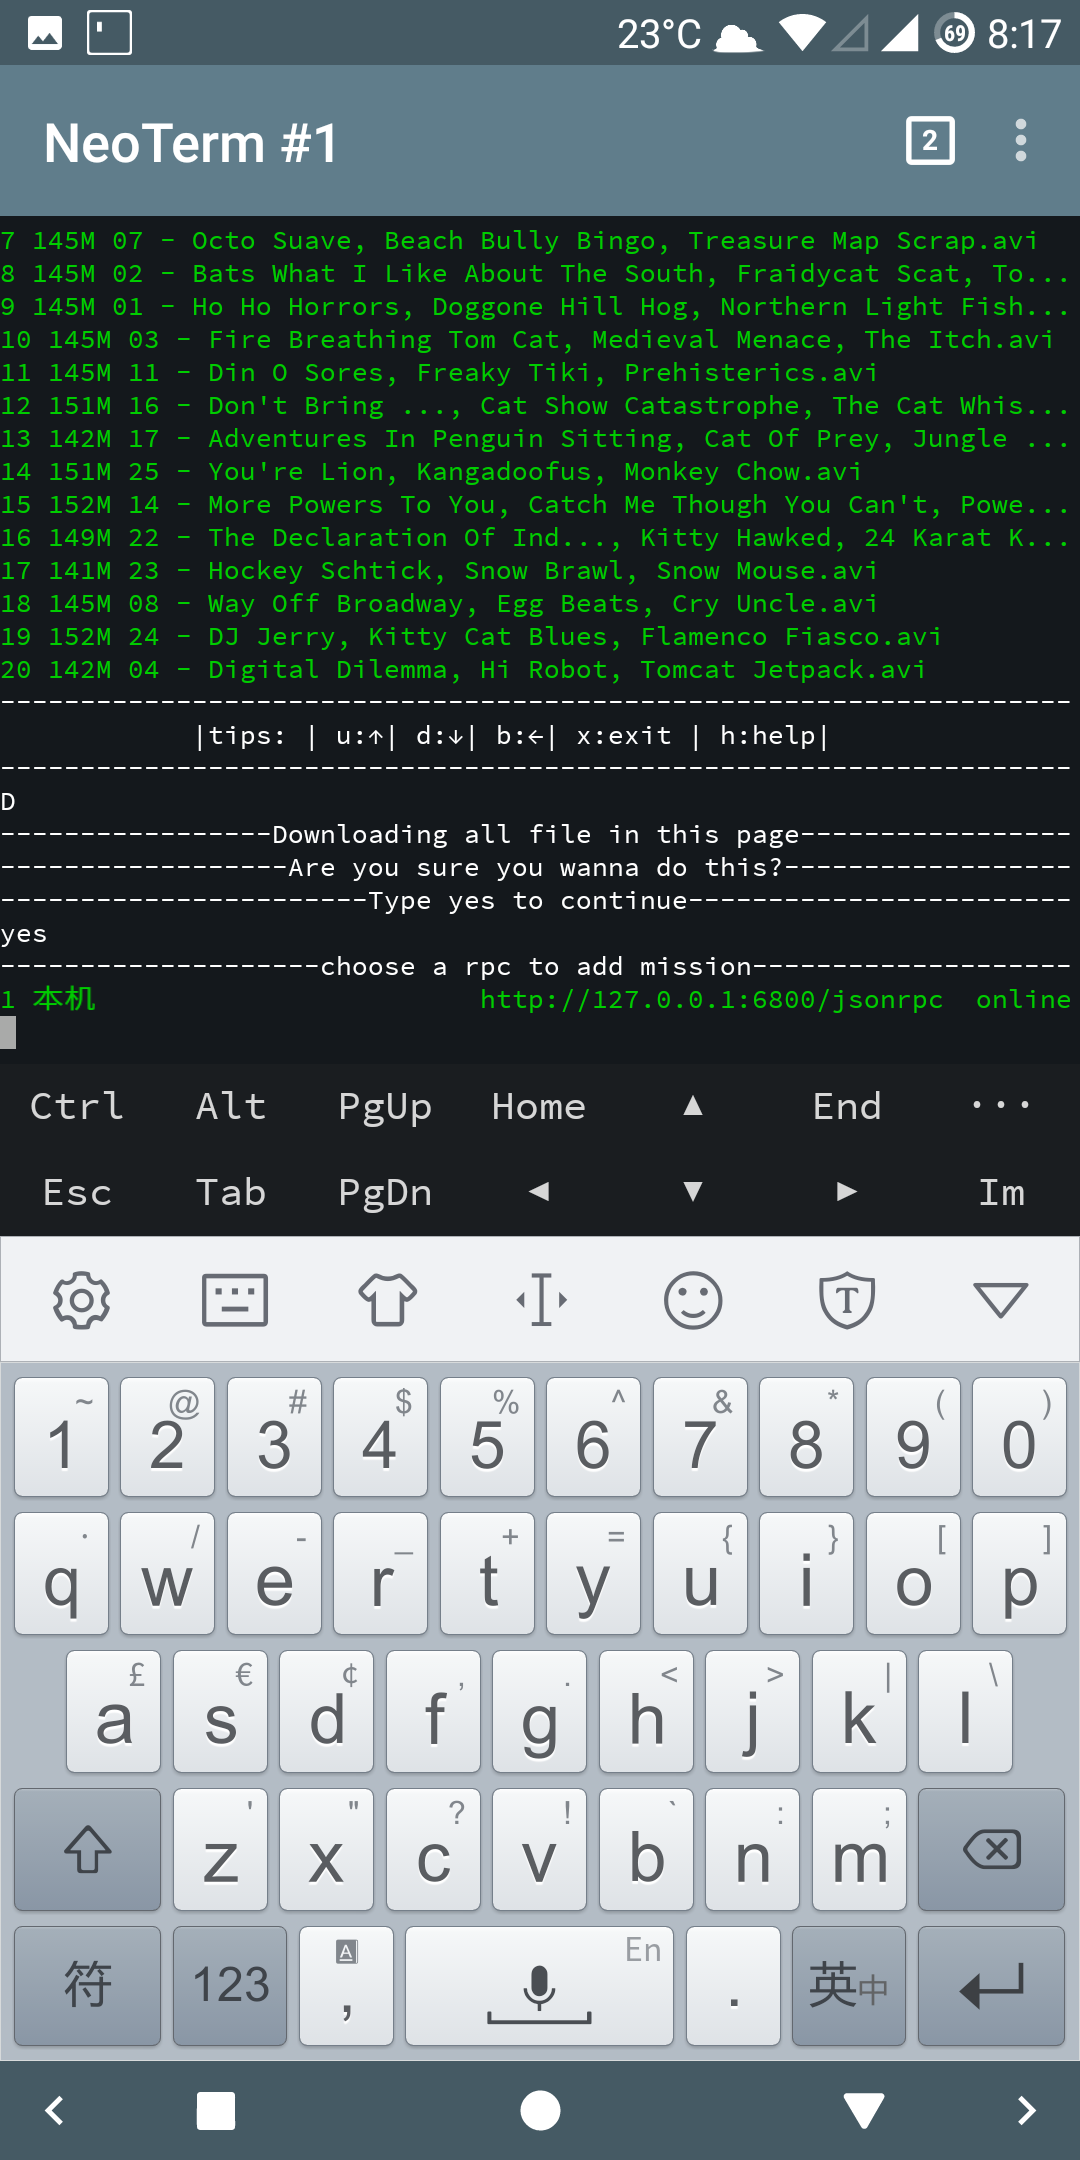 23°C 69 8:17
NeoTerm #1 2
7 145M 07 - Octo Suave, Beach Bully Bingo, Treasure Map Scrap.avi
8 145M 02 - Bats What I Like About The South, Fraidycat Scat, To...
9 145M 01 - Ho Ho Horrors, Doggone Hill Hog, Northern Light Fish...
10 145M 03 - Fire Breathing Tom Cat, Medieval Menace, The Itch.avi
11 145M 11 - Din O Sores, Freaky Tiki, Prehisterics.avi
12 151M 16 - Don't Bring ..., Cat Show Catastrophe, The Cat Whis...
13 142M 17 - Adventures In Penguin Sitting, Cat Of Prey, Jungle ...
14 151M 25 - You're Lion, Kangadoofus, Monkey Chow.avi
15 152M 14 - More Powers To You, Catch Me Though You Can't, Powe...
16 149M 22 - The Declaration Of Ind..., Kitty Hawked, 24 Karat K...
17 141M 23 - Hockey Schtick, Snow Brawl, Snow Mouse.avi
18 145M 08 - Way Off Broadway, Egg Beats, Cry Uncle.avi
19 152M 24 - DJ Jerry, Kitty Cat Blues, Flamenco Fiasco.avi
20 142M 04 - Digital Dilemma, Hi Robot, Tomcat Jetpack.avi
-------------------------------------------------------------------
|tips: | u:↑| d:↓| b:←| x:exit | h:help|
-------------------------------------------------------------------
D
-----------------Downloading all file in this page-----------------
------------------Are you sure you wanna do this?------------------
-----------------------Type yes to continue------------------------
yes
--------------------choose a rpc to add mission--------------------
1 本机 http://127.0.0.1:6800/jsonrpc online
Ctrl Alt PgUp Home ▲ End ···
Esc Tab PgDn ◀ ▼ ▶ Im
T
~ @ # $ % ^ & * ( )
1 2 3 4 5 6 7 8 9 0
· / - _ + = { } [ ]
q w e r t y u i o p
£ € ¢ , . < > | \
a s d f g h j k l
' " ? ! ` : ;
z x c v b n m
A En
符 123 , . 英中